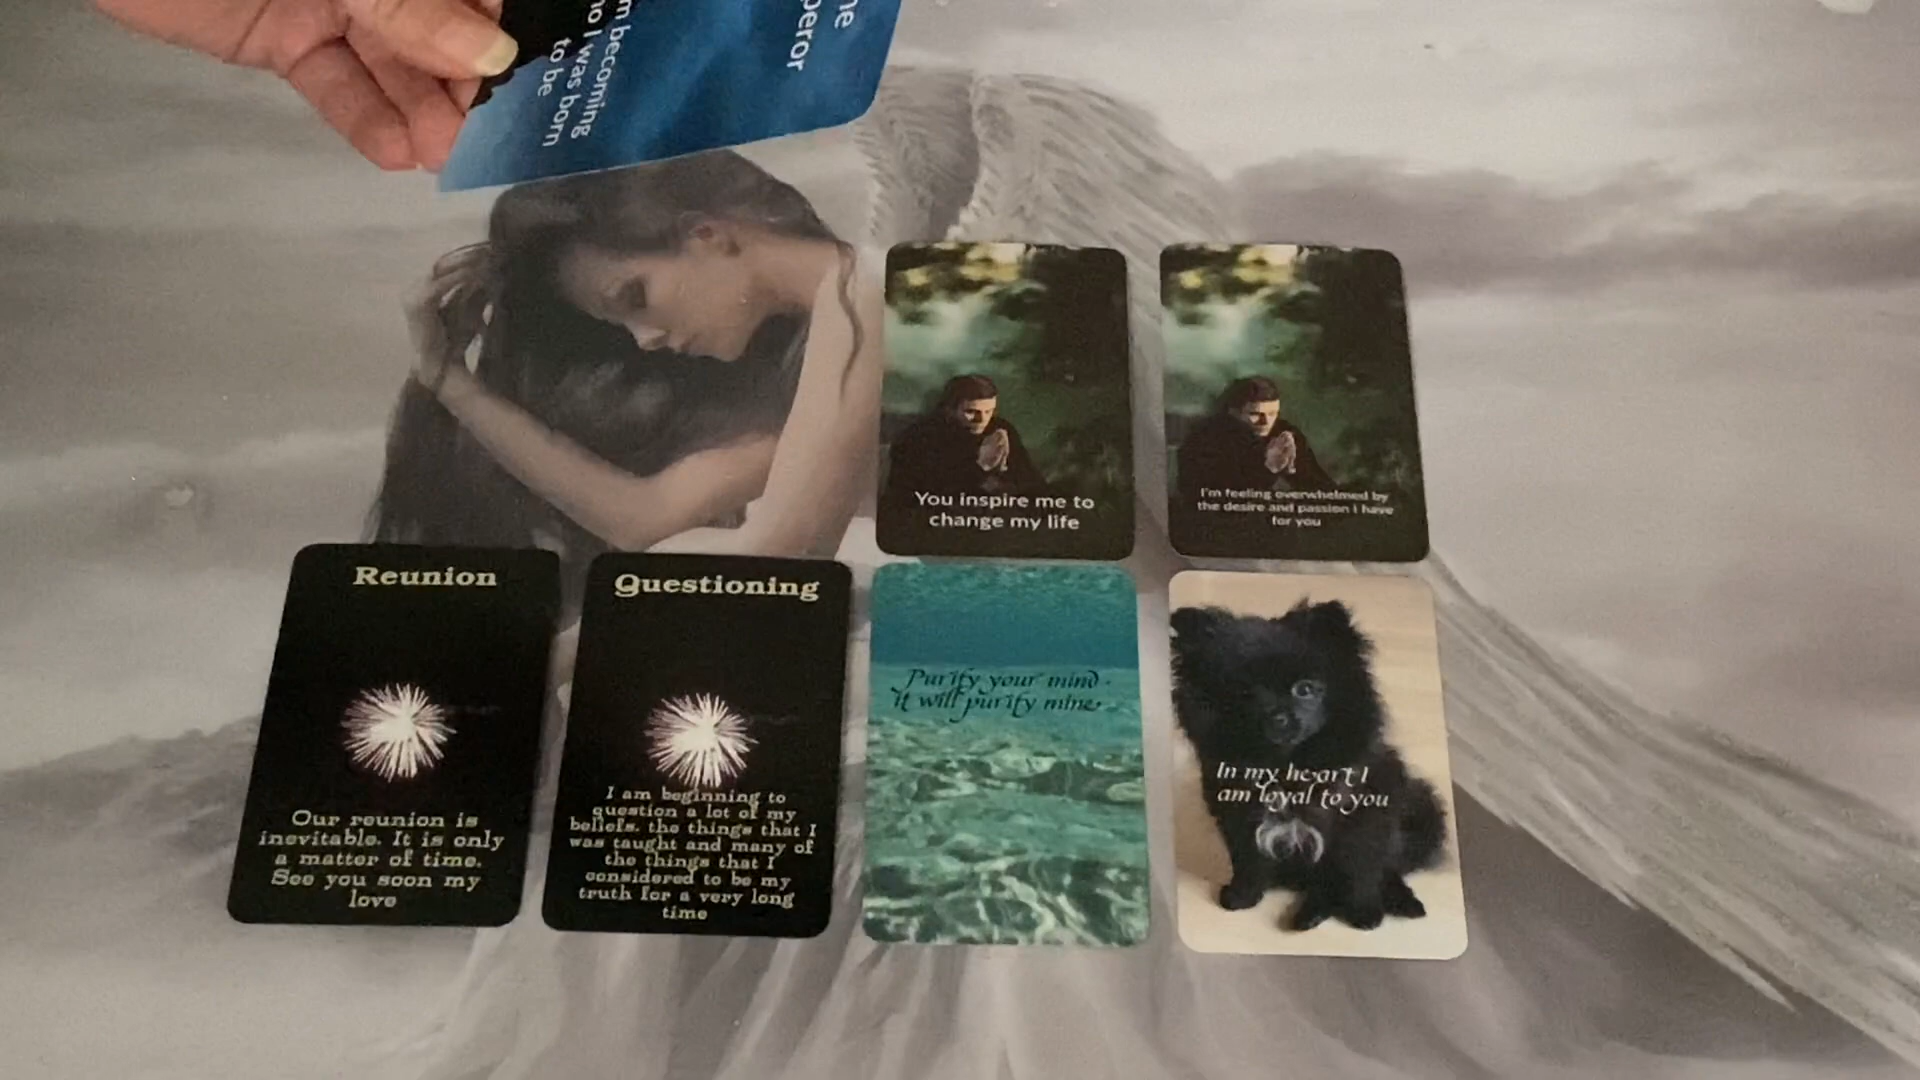 peror
m becoming
o I was born
to be
You inspire me to
change my life
I'm feeling overwhelmed by
the desire and passion i have
for you
Reunion
Our reunion is
inevitable. It is only
a matter of time.
See you soon my
love
Questioning
I am beginning to
question a lot of my
beliefs. the things that I
was taught and many of
the things that I
considered to be my
truth for a very long
time
Purify your mind
it will purify mine
In my heart I
am loyal to you